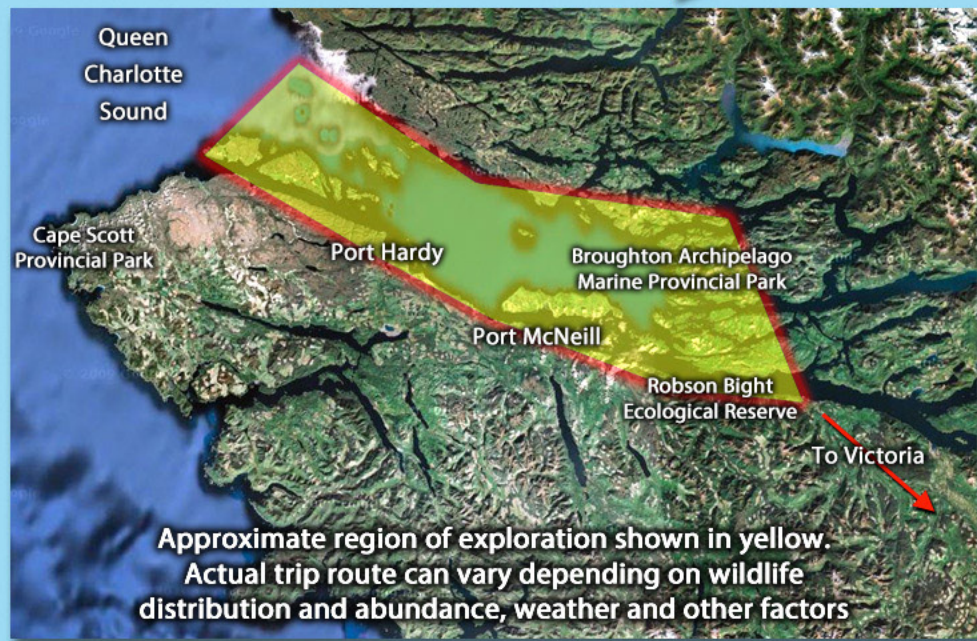 Queen
Charlotte
Sound
Cape Scott
Provincial Park
Port Hardy
Broughton Archipelago
Marine Provincial Park
Port McNeill
Robson Bight
Ecological Reserve
To Victoria
Approximate region of exploration shown in yellow.
Actual trip route can vary depending on wildlife
distribution and abundance, weather and other factors